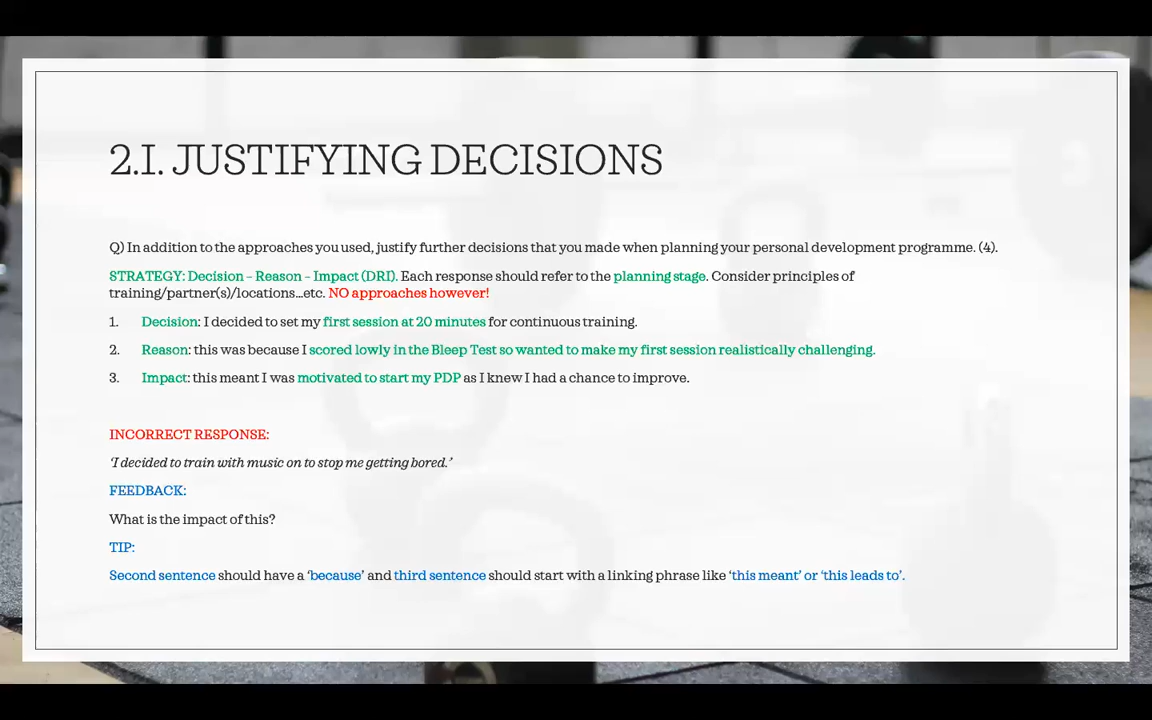 2.I. JUSTIFYING DECISIONS
Q) In addition to the approaches you used, justify further decisions that you made when planning your personal development programme. (4).
STRATEGY: Decision – Reason - Impact (DRI). Each response should refer to the planning stage. Consider principles of
training/partner(s)/locations...etc. NO approaches however!
1. Decision: I decided to set my first session at 20 minutes for continuous training.
2. Reason: this was because I scored lowly in the Bleep Test so wanted to make my first session realistically challenging.
3. Impact: this meant I was motivated to start my PDP as I knew I had a chance to improve.
INCORRECT RESPONSE:
'I decided to train with music on to stop me getting bored.'
FEEDBACK:
What is the impact of this?
TIP:
Second sentence should have a 'because' and third sentence should start with a linking phrase like 'this meant' or 'this leads to'.